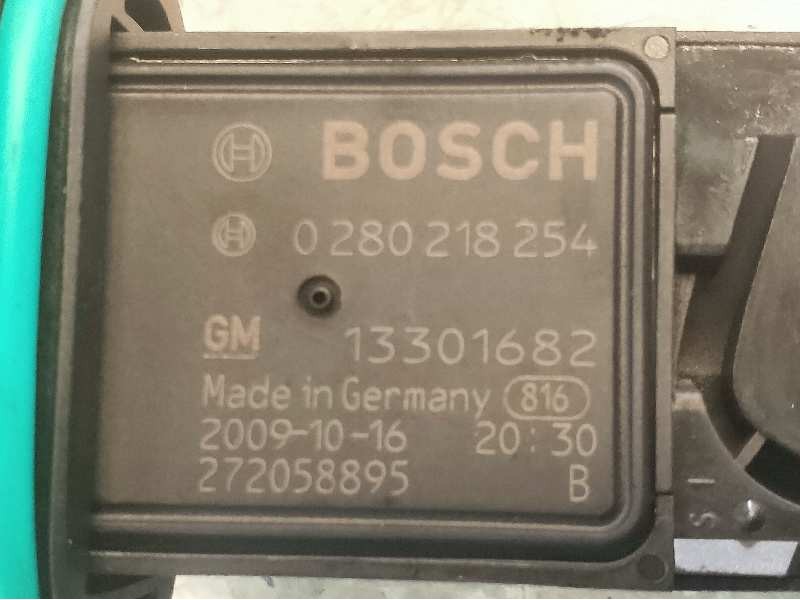 BOSCH
0 280 218 254
GM 13301682
Made in Germany 816
2009-10-16 20:30
272058895 B
S I